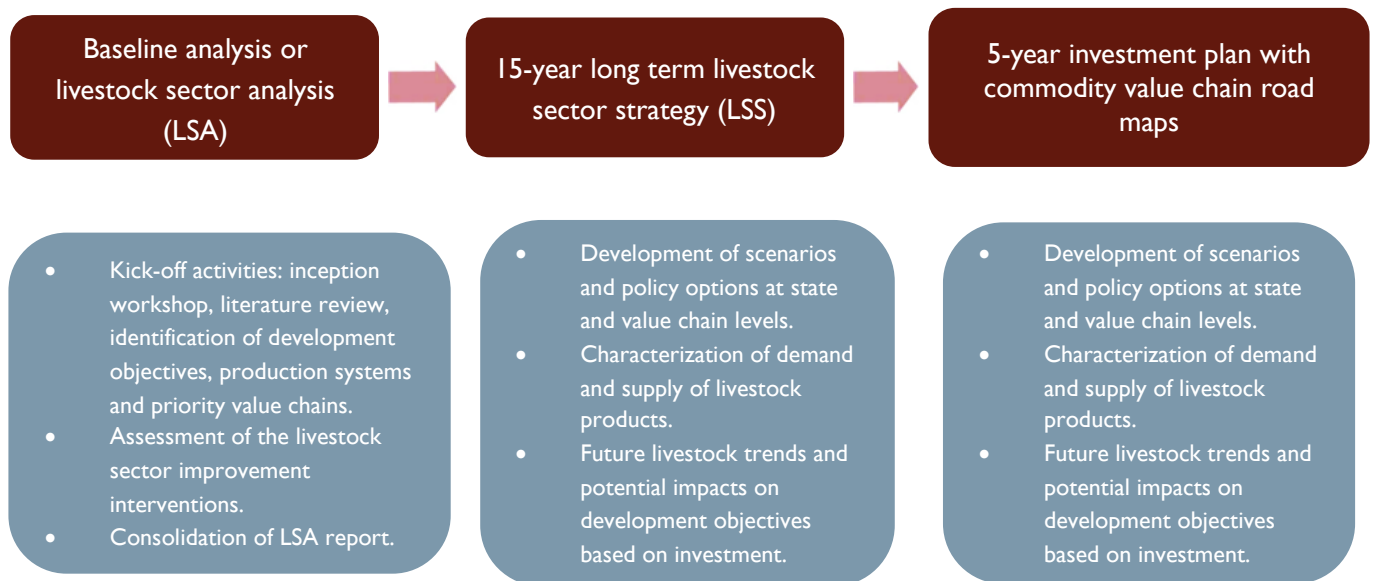 Baseline analysis or
livestock sector analysis
(LSA)
15-year long term livestock
sector strategy (LSS)
5-year investment plan with
commodity value chain road
maps
• Kick-off activities: inception
workshop, literature review,
identification of development
objectives, production systems
and priority value chains.
• Assessment of the livestock
sector improvement
interventions.
• Consolidation of LSA report.
• Development of scenarios
and policy options at state
and value chain levels.
• Characterization of demand
and supply of livestock
products.
• Future livestock trends and
potential impacts on
development objectives
based on investment.
• Development of scenarios
and policy options at state
and value chain levels.
• Characterization of demand
and supply of livestock
products.
• Future livestock trends and
potential impacts on
development objectives
based on investment.